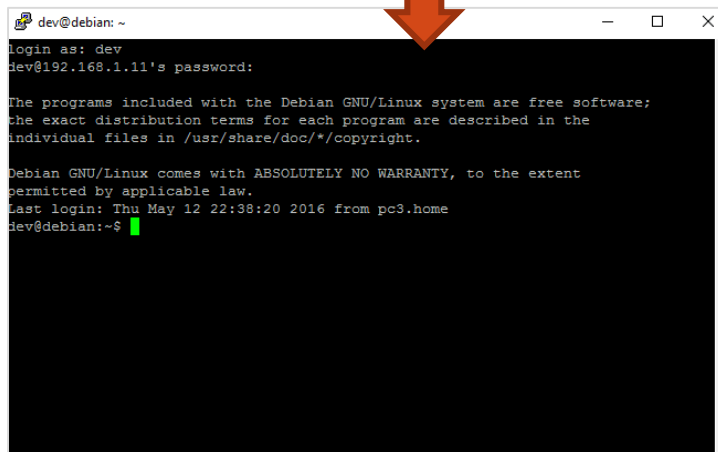 dev@debian: ~
login as: dev
dev@192.168.1.11's password:
The programs included with the Debian GNU/Linux system are free software;
the exact distribution terms for each program are described in the
individual files in /usr/share/doc/*/copyright.
Debian GNU/Linux comes with ABSOLUTELY NO WARRANTY, to the extent
permitted by applicable law.
Last login: Thu May 12 22:38:20 2016 from pc3.home
dev@debian:~$